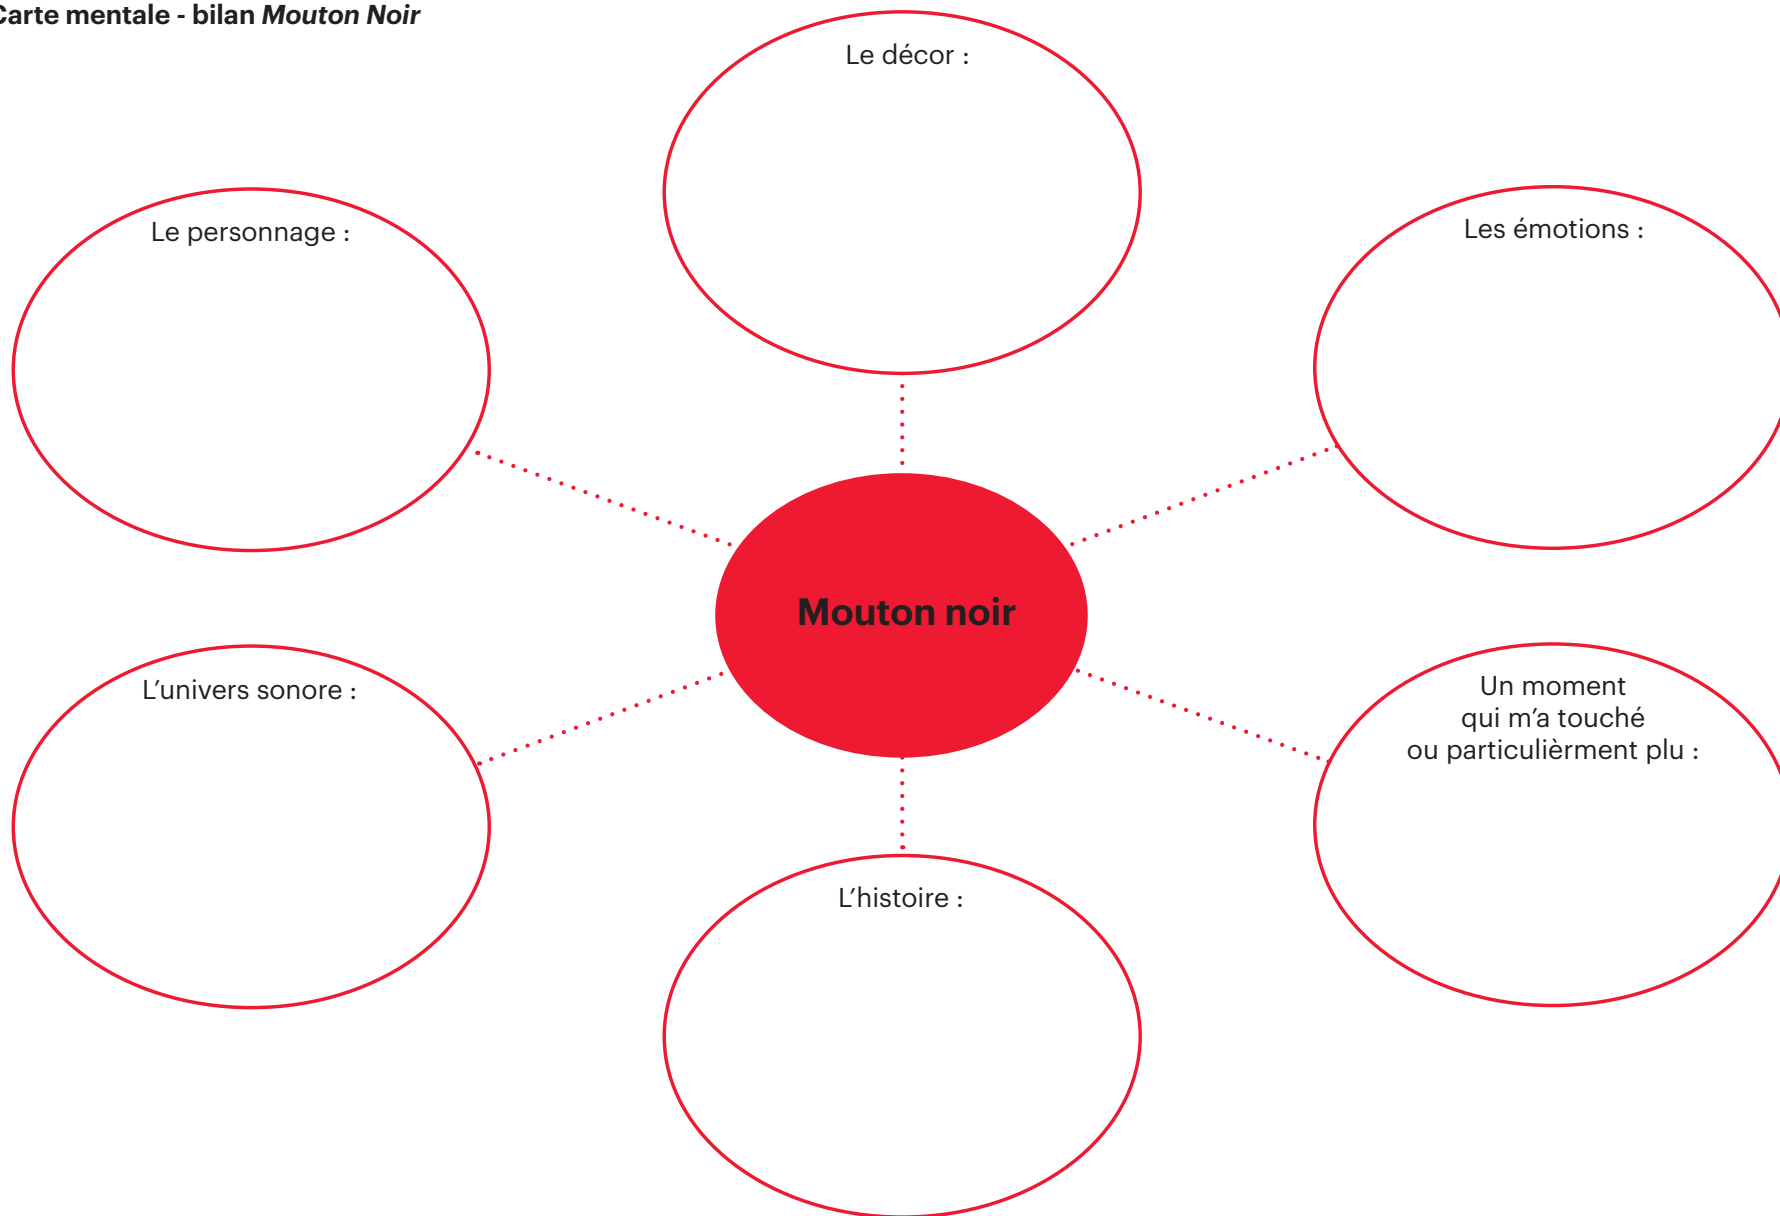 Carte mentale - bilan Mouton Noir
Le décor :
Le personnage :
Les émotions :
Mouton noir
L'univers sonore :
Un moment
qui m'a touché
ou particulièrment plu :
L'histoire :